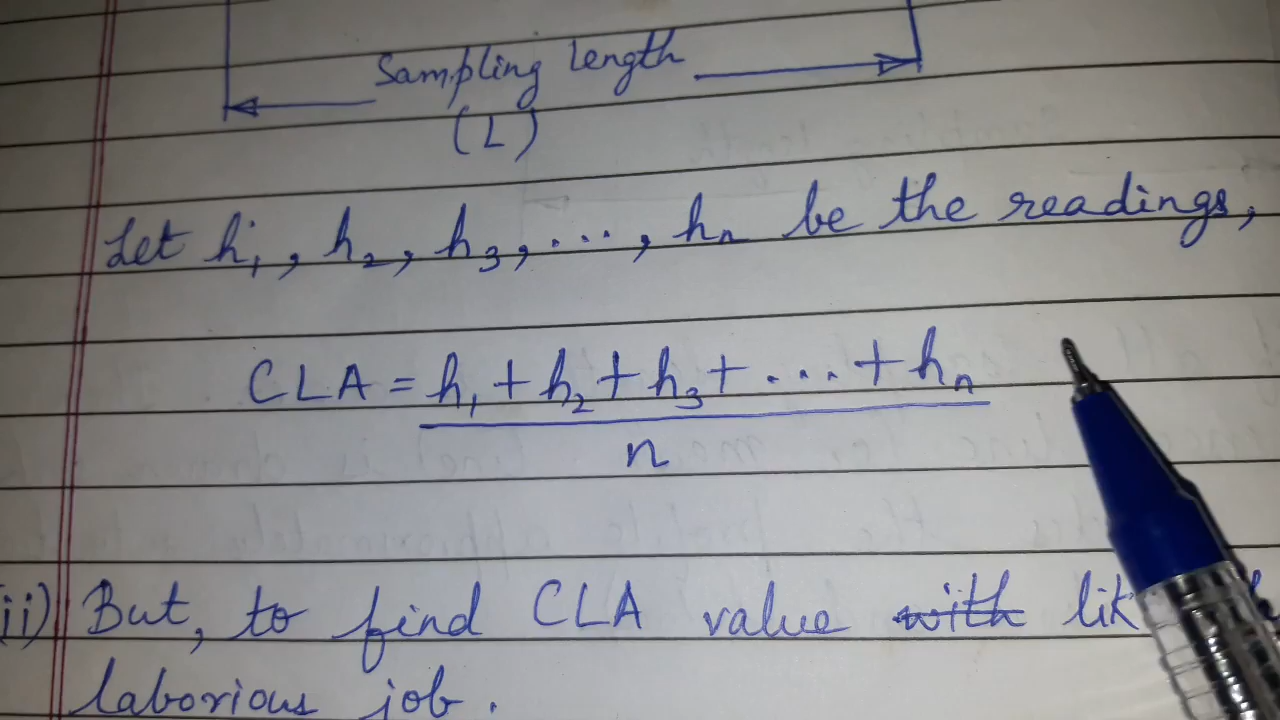 Sampling length
(L)
Let h₁, h₂, h₃, ..., hₙ be the readings,
CLA = h₁ + h₂ + h₃ + ... + hₙ
n
ii) But, to find CLA value with
laborious job.